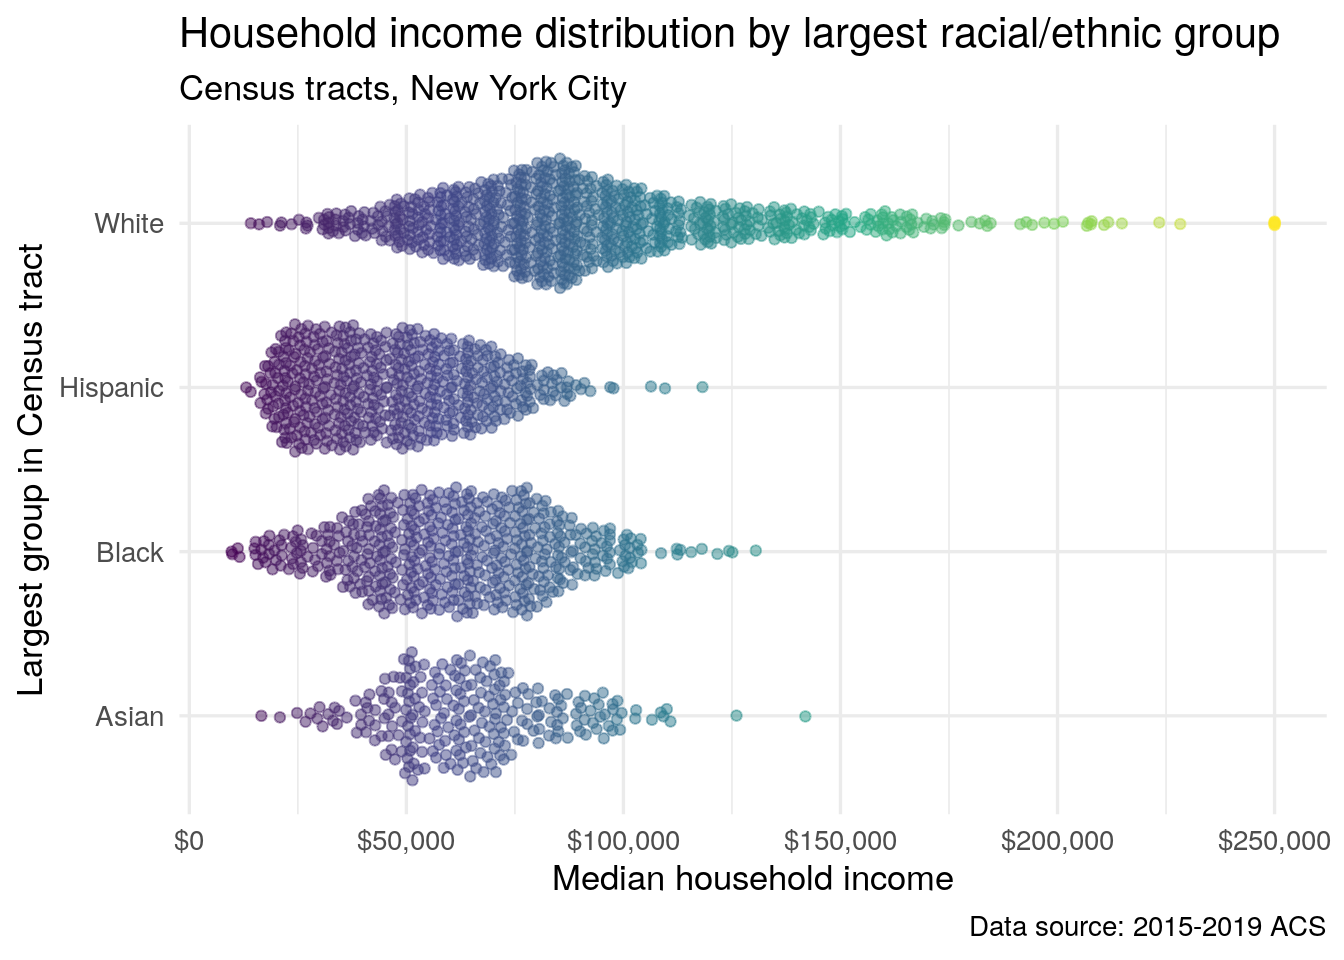 Household income distribution by largest racial/ethnic group
Census tracts, New York City
Largest group in Census tract
White
Hispanic
Black
Asian
$0
$50,000
$100,000
$150,000
$200,000
$250,000
Median household income
Data source: 2015-2019 ACS